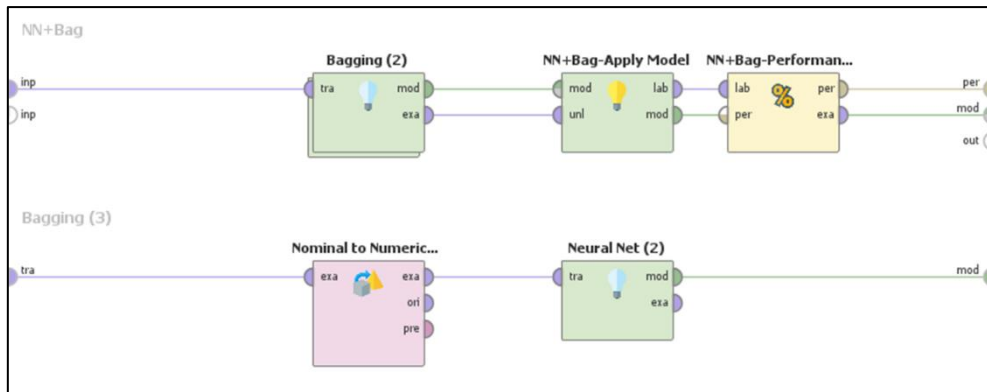 NN+Bag
Bagging (2) NN+Bag-Apply Model NN+Bag-Performan...
inp tra mod mod lab lab per per
inp exa unl mod per exa mod
out
Bagging (3)
Nominal to Numeric... Neural Net (2)
tra exa exa tra mod mod
ori exa
pre